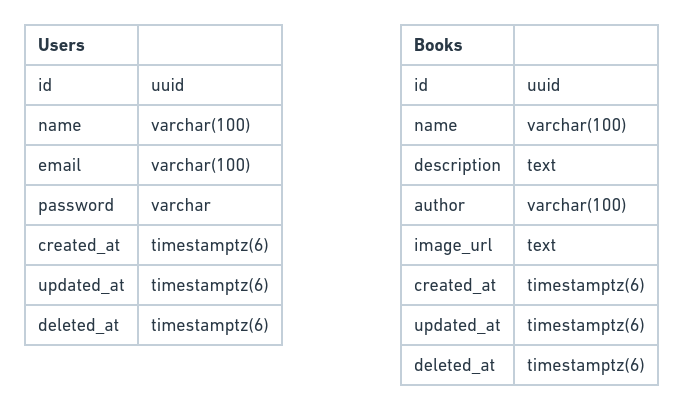 Users
id uuid
name varchar(100)
email varchar(100)
password varchar
created_at timestamptz(6)
updated_at timestamptz(6)
deleted_at timestamptz(6)
Books
id uuid
name varchar(100)
description text
author varchar(100)
image_url text
created_at timestamptz(6)
updated_at timestamptz(6)
deleted_at timestamptz(6)